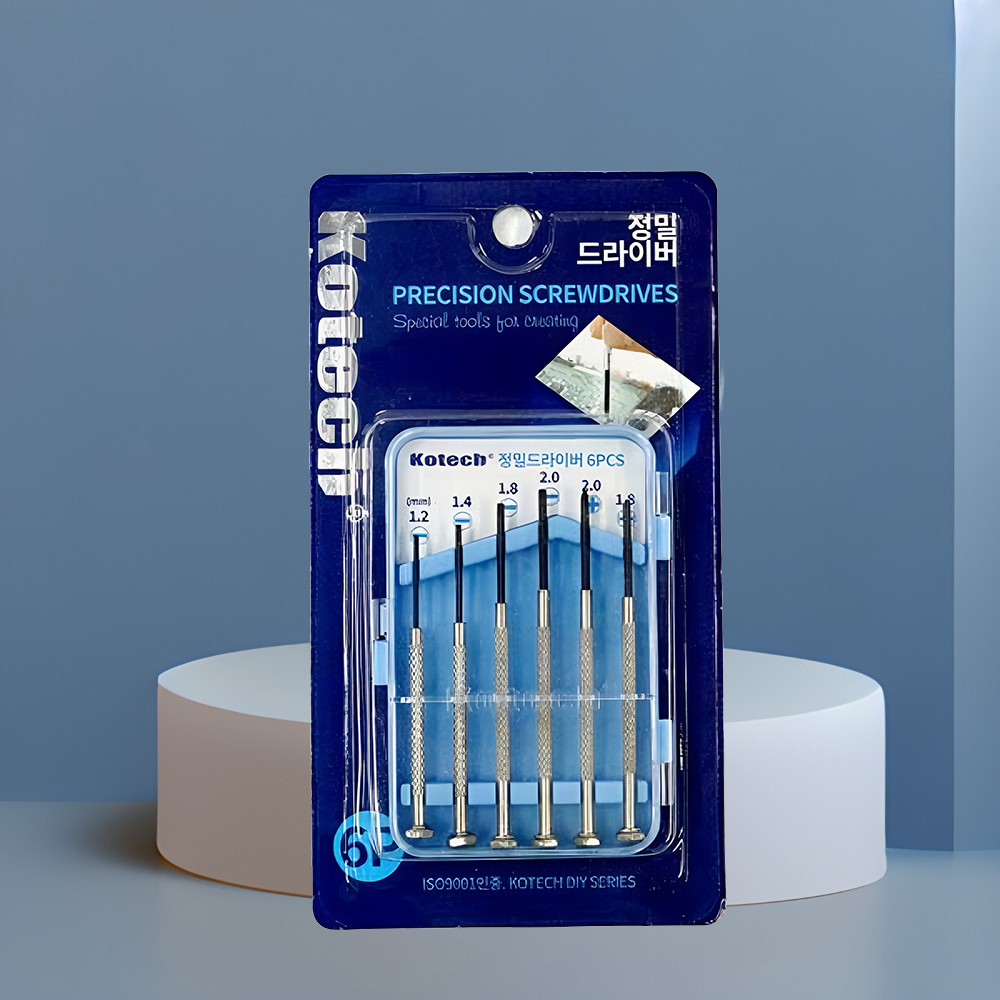 Kotech®
정밀
드라이버
PRECISION SCREWDRIVES
Special tools for creating
Kotech® 정밀드라이버 6PCS
(mm)
1.2
1.4
1.8
2.0
2.0
1.8
6P
ISO9001인증. KOTECH DIY SERIES